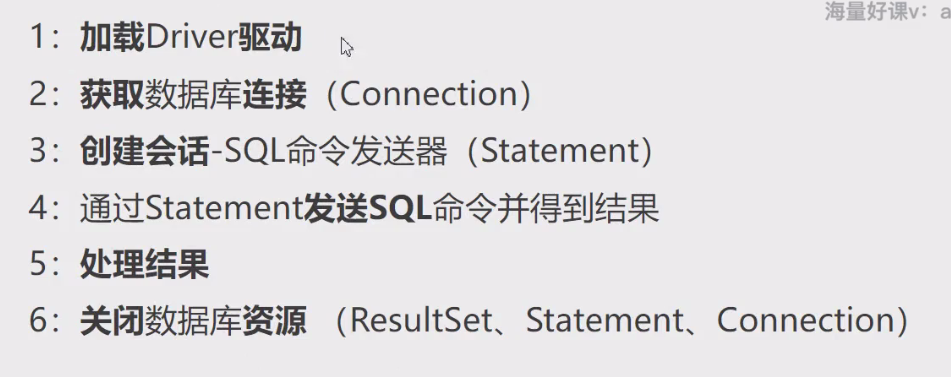 海量好课v：a
1：加载Driver驱动
2：获取数据库连接（Connection）
3：创建会话-SQL命令发送器（Statement）
4：通过Statement发送SQL命令并得到结果
5：处理结果
6：关闭数据库资源 （ResultSet、Statement、Connection）